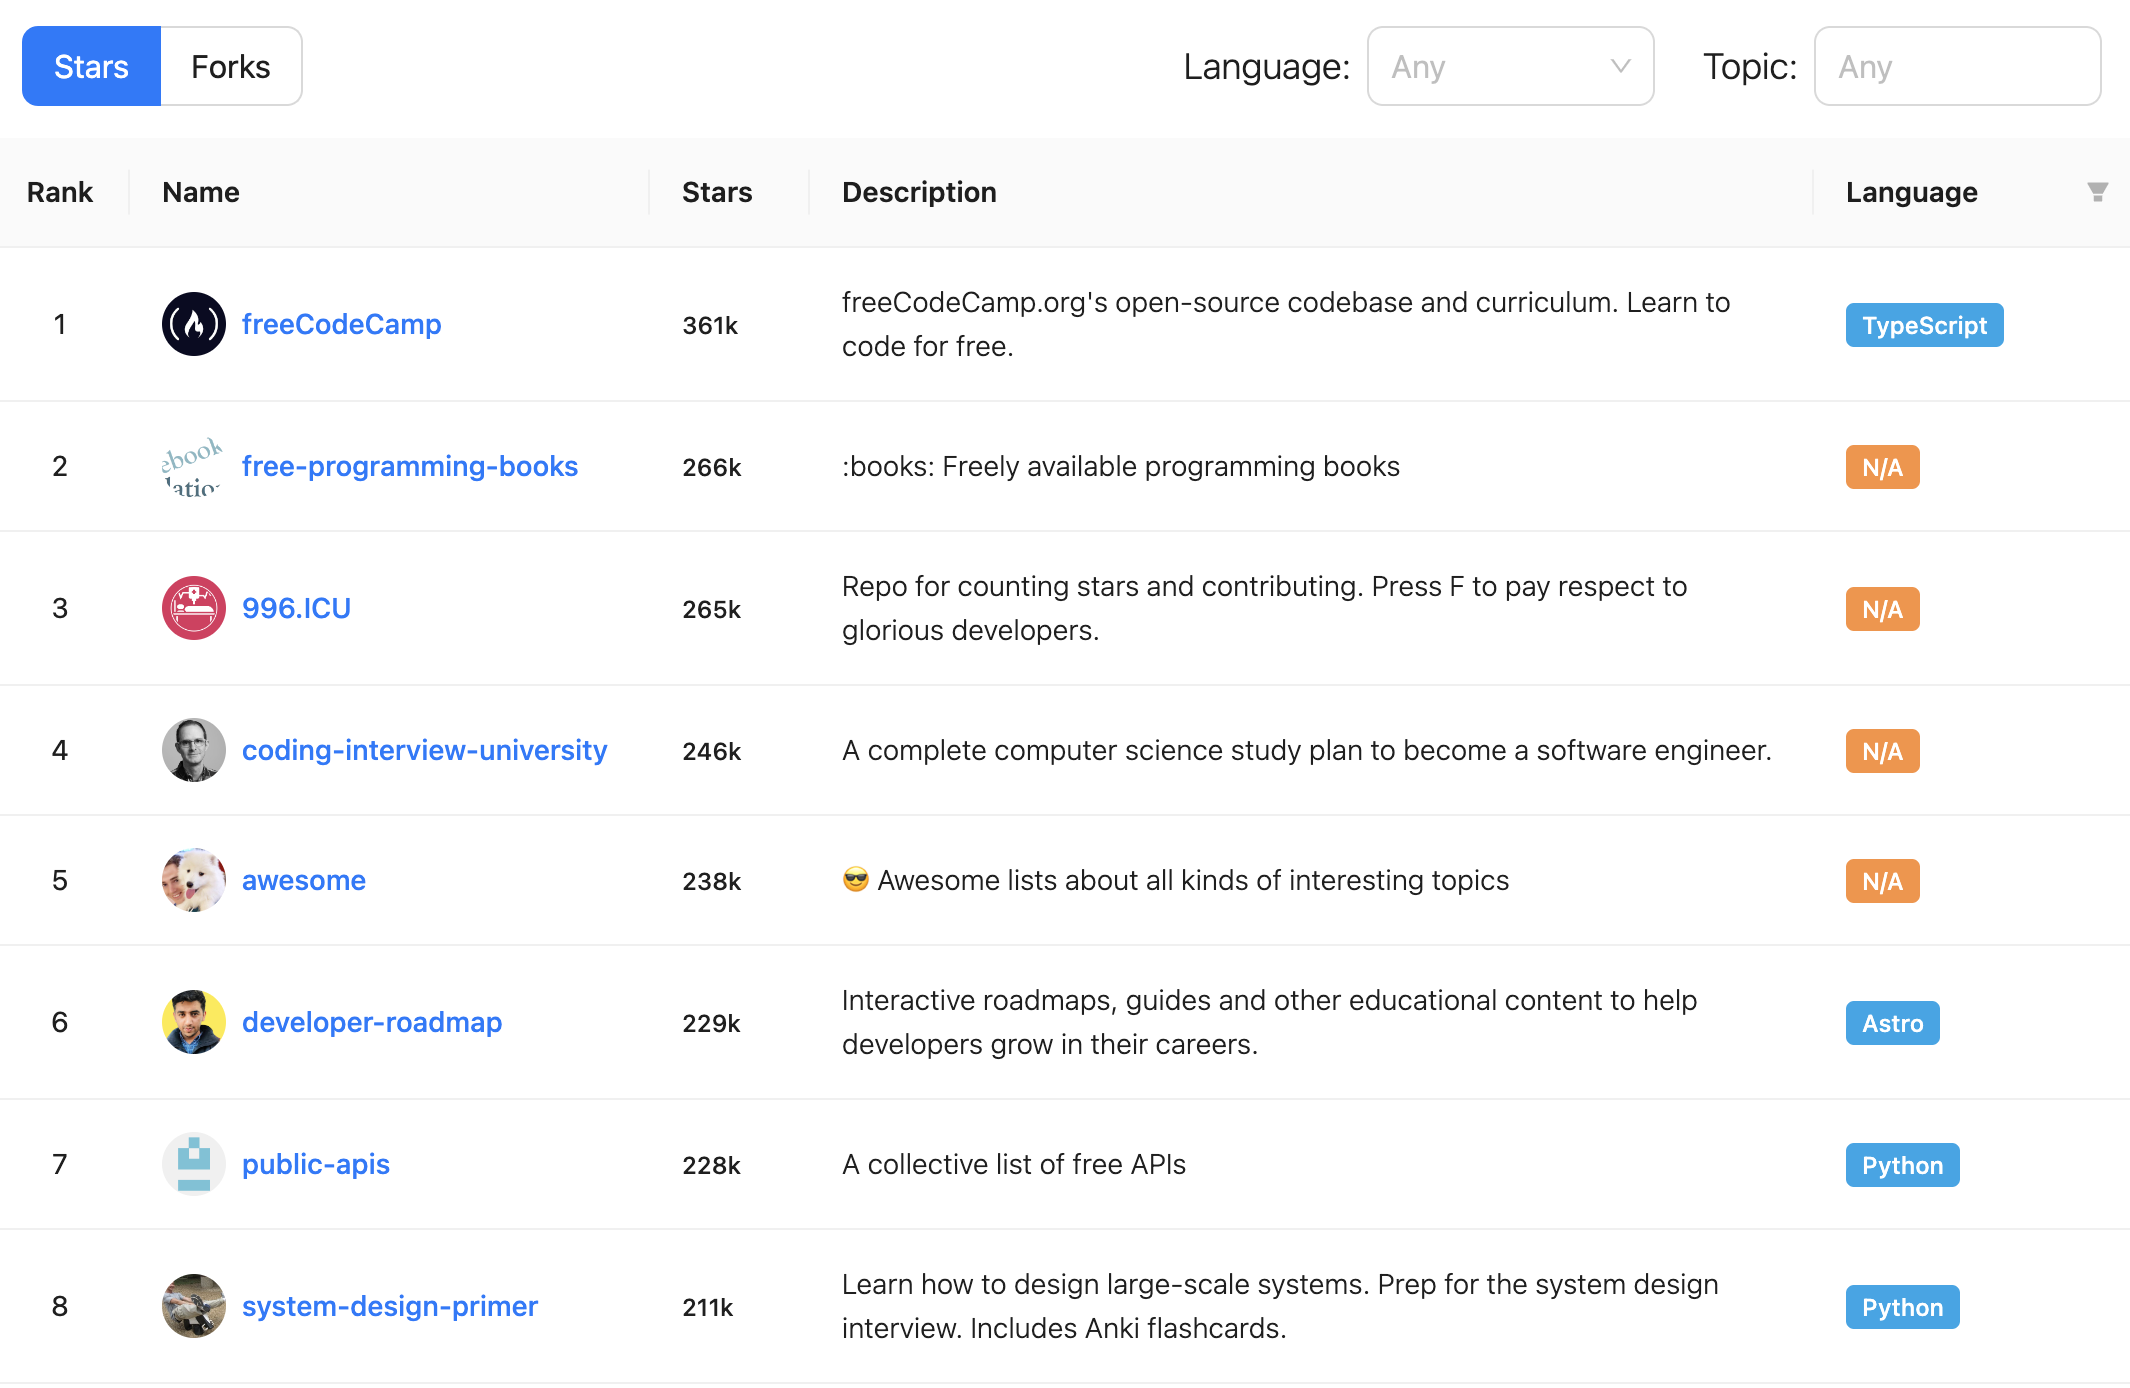 Stars Forks Language: Any Topic: Any
Rank Name Stars Description Language
1 freeCodeCamp 361k freeCodeCamp.org's open-source codebase and curriculum. Learn to
code for free. TypeScript
ebook
dation
2 free-programming-books 266k :books: Freely available programming books N/A
3 996.ICU 265k Repo for counting stars and contributing. Press F to pay respect to
glorious developers. N/A
4 coding-interview-university 246k A complete computer science study plan to become a software engineer. N/A
5 awesome 238k 😎 Awesome lists about all kinds of interesting topics N/A
6 developer-roadmap 229k Interactive roadmaps, guides and other educational content to help
developers grow in their careers. Astro
7 public-apis 228k A collective list of free APIs Python
8 system-design-primer 211k Learn how to design large-scale systems. Prep for the system design
interview. Includes Anki flashcards. Python